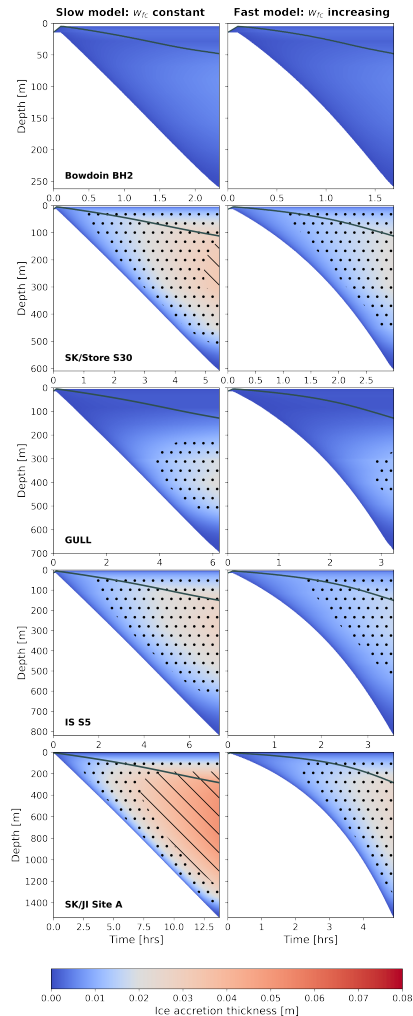 Slow model: w_fc constant
Fast model: w_fc increasing
0
50
100
150
200
250
Depth [m]
Bowdoin BH2
0.0 0.5 1.0 1.5 2.0
0.0 0.5 1.0 1.5
0
100
200
300
400
500
600
Depth [m]
SK/Store S30
0 1 2 3 4 5
0.0 0.5 1.0 1.5 2.0 2.5
0
100
200
300
400
500
600
700
Depth [m]
GULL
0 2 4 6
0 1 2 3
0
100
200
300
400
500
600
700
800
Depth [m]
IS S5
0 2 4 6
0 1 2 3
0
200
400
600
800
1000
1200
1400
Depth [m]
SK/JI Site A
0.0 2.5 5.0 7.5 10.0 12.5
0 1 2 3 4
Time [hrs]
Time [hrs]
0.00 0.01 0.02 0.03 0.04 0.05 0.06 0.07 0.08
Ice accretion thickness [m]